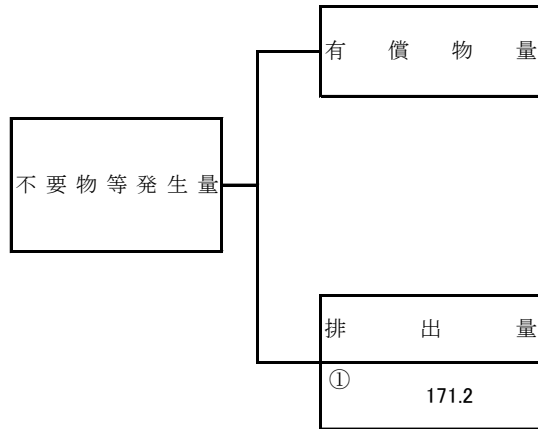 有償物量
不要物等発生量
排出量
①
171.2